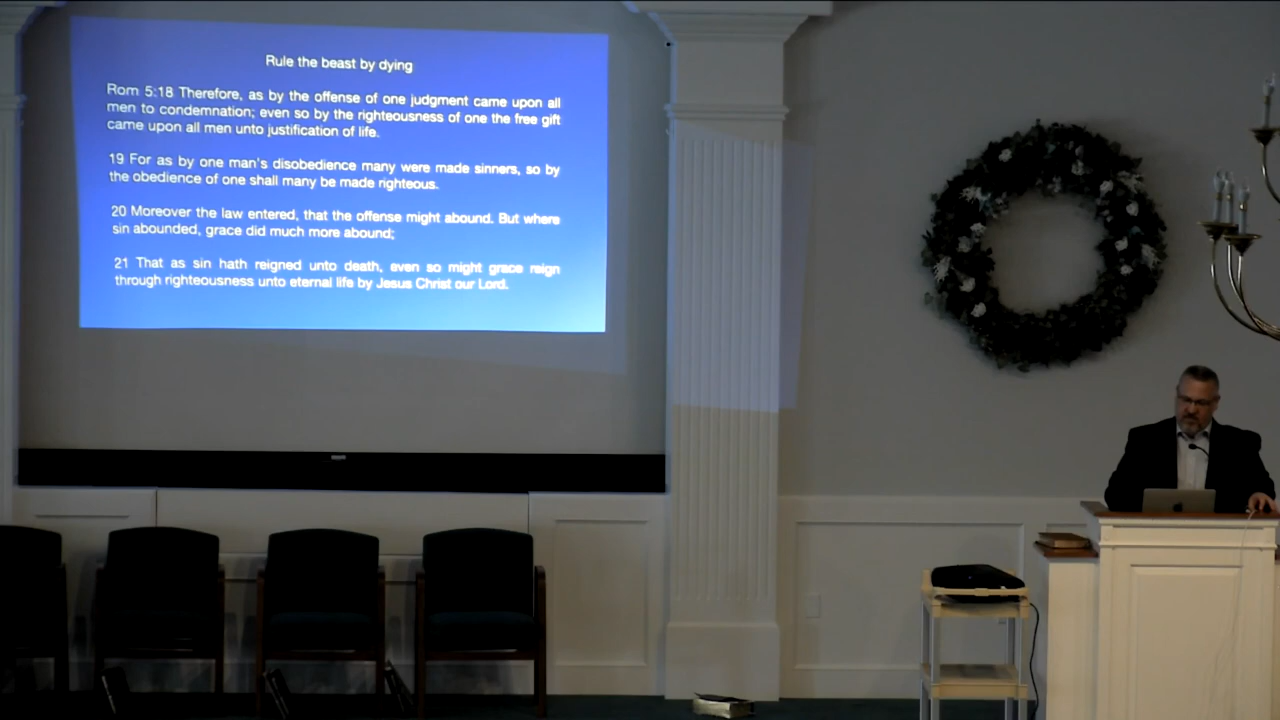 Rule the beast by dying
Rom 5:18 Therefore, as by the offense of one judgment came upon all
men to condemnation; even so by the righteousness of one the free gift
came upon all men unto justification of life.
19 For as by one man's disobedience many were made sinners, so by
the obedience of one shall many be made righteous.
20 Moreover the law entered, that the offense might abound. But where
sin abounded, grace did much more abound;
21 That as sin hath reigned unto death, even so might grace reign
through righteousness unto eternal life by Jesus Christ our Lord.